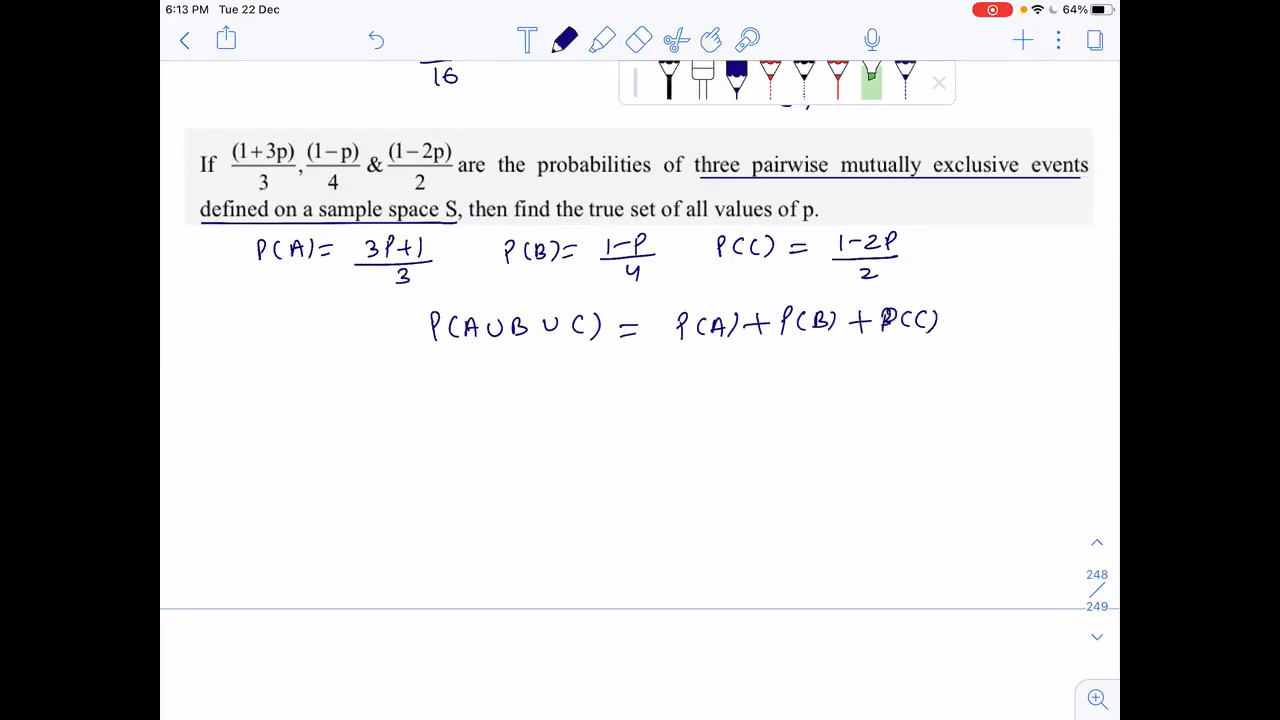 6:13 PM Tue 22 Dec 64%
T
16
If (1+3p)/3, (1−p)/4 & (1−2p)/2 are the probabilities of three pairwise mutually exclusive events
defined on a sample space S, then find the true set of all values of p.
P(A)= 3P+1/3 P(B)= 1-P/4 P(C) = 1-2P/2
P(A∪B∪C) = P(A)+P(B)+P(C)
248
/
249